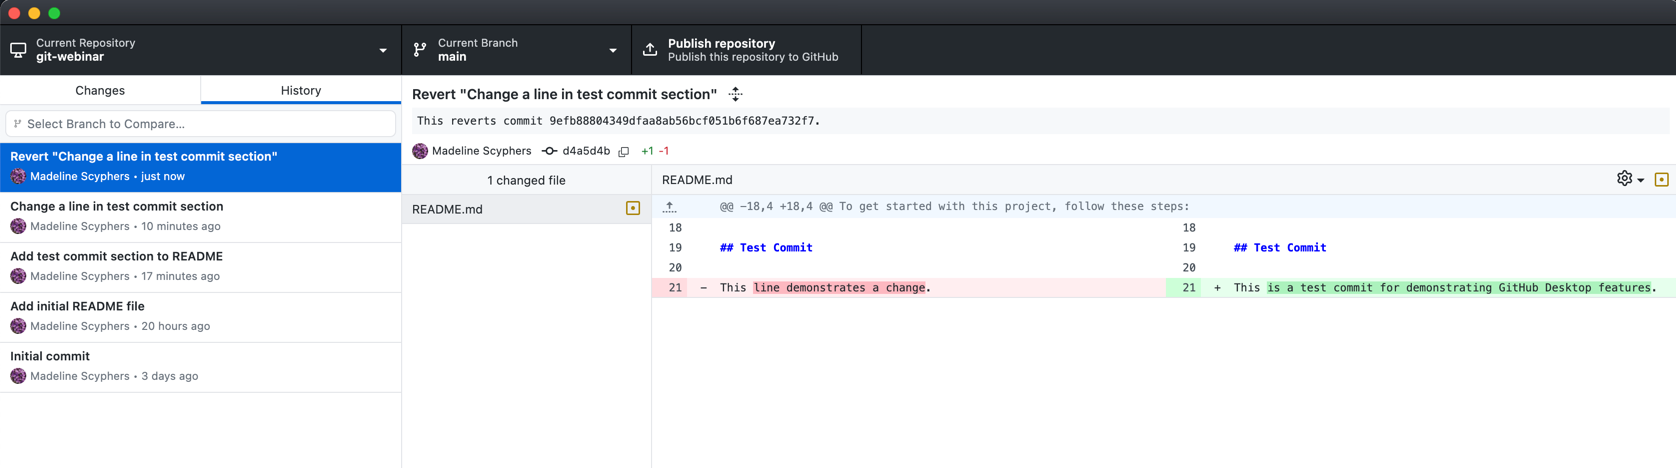 Current Repository
git-webinar
Current Branch
main
Publish repository
Publish this repository to GitHub
Changes
History
Select Branch to Compare...
Revert "Change a line in test commit section"
Madeline Scyphers • just now
Change a line in test commit section
Madeline Scyphers • 10 minutes ago
Add test commit section to README
Madeline Scyphers • 17 minutes ago
Add initial README file
Madeline Scyphers • 20 hours ago
Initial commit
Madeline Scyphers • 3 days ago
Revert "Change a line in test commit section"
This reverts commit 9efb88804349dfaa8ab56bcf051b6f687ea732f7.
Madeline Scyphers d4a5d4b +1 -1
1 changed file
README.md
README.md
@@ -18,4 +18,4 @@ To get started with this project, follow these steps:
18 18
19 ## Test Commit 19 ## Test Commit
20 20
21 - This line demonstrates a change. 21 + This is a test commit for demonstrating GitHub Desktop features.